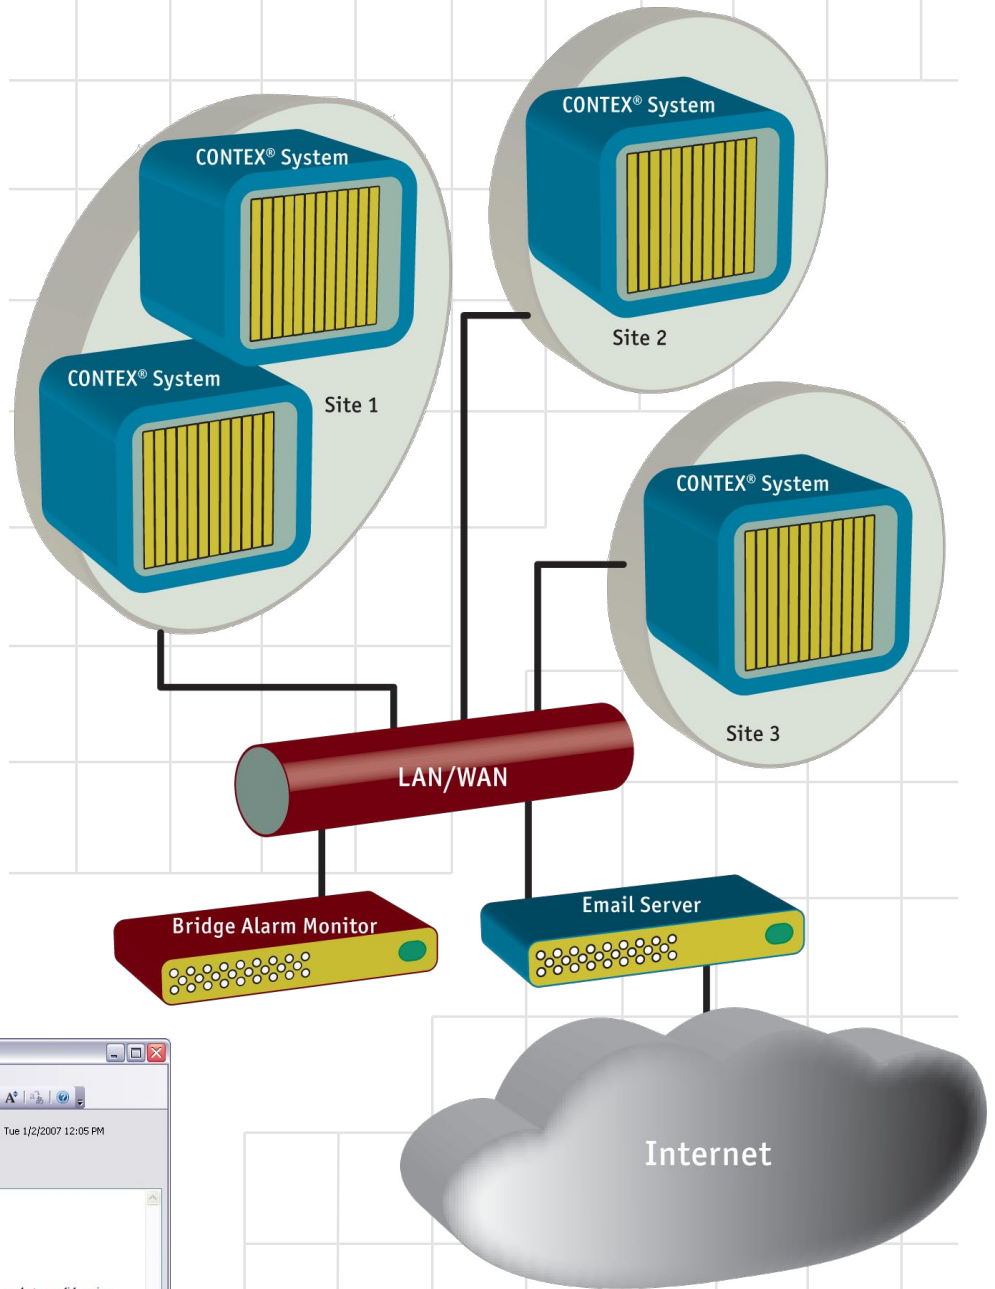 CONTEX® System
CONTEX® System
Site 2
CONTEX® System
Site 1
CONTEX® System
Site 3
LAN/WAN
Bridge Alarm Monitor
Email Server
Internet
Tue 1/2/2007 12:05 PM